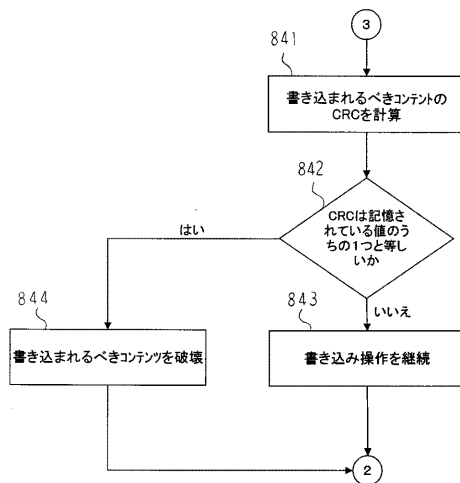 3
841
書き込まれるべきコンテントの
CRCを計算
842
CRCは記憶さ
れている値のう
ちの1つと等し
いか
はい
いいえ
844
書き込まれるべきコンテンツを破壊
843
書き込み操作を継続
2